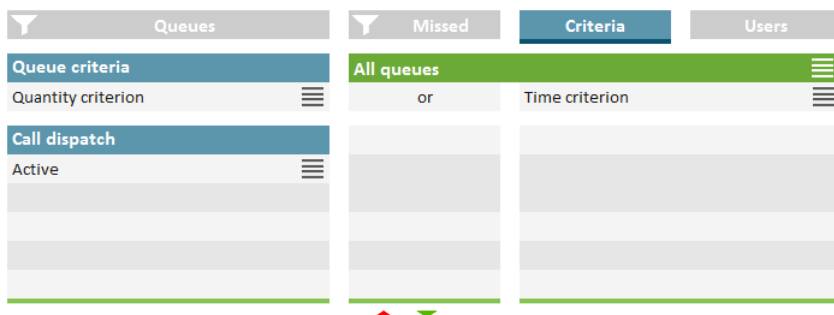 Queues Missed Criteria Users
Queue criteria All queues
Quantity criterion or Time criterion
Call dispatch
Active